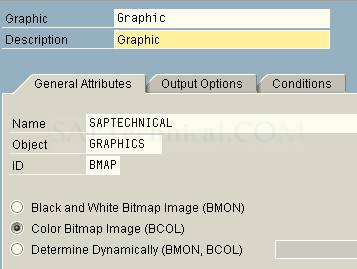 Graphic Graphic
Description Graphic
General Attributes Output Options Conditions
Name SAPTECHNICAL
Object GRAPHICS
ID BMAP
SAPTechnical.COM
Black and White Bitmap Image (BMON)
Color Bitmap Image (BCOL)
Determine Dynamically (BMON, BCOL)